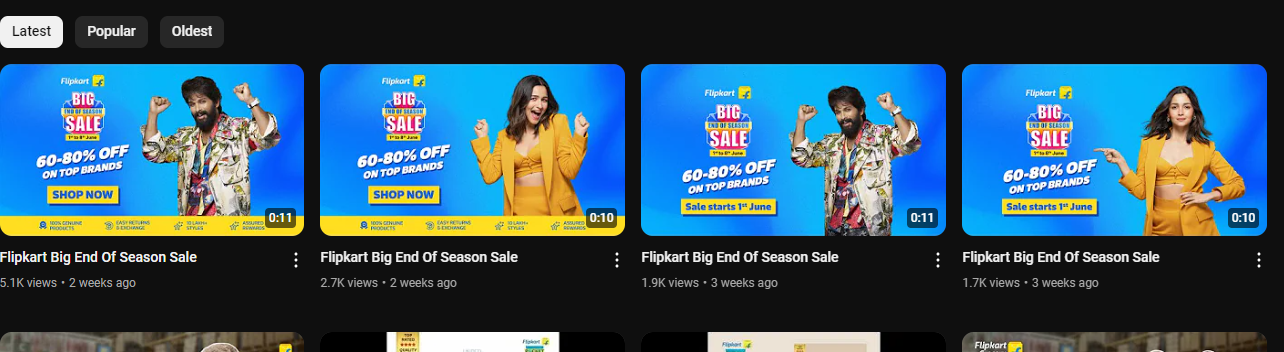 Latest
Popular
Oldest
Flipkart
BIG
END OF SEASON
SALE
1st to 8th June
60-80% OFF
ON TOP BRANDS
SHOP NOW
100% GENUINE
PRODUCTS
EASY RETURNS
& EXCHANGE
10 LAKH+
STYLES
ASSURED
REWARDS
0:11
Flipkart Big End Of Season Sale
5.1K views • 2 weeks ago
Flipkart
BIG
END OF SEASON
SALE
1st to 8th June
60-80% OFF
ON TOP BRANDS
SHOP NOW
100% GENUINE
PRODUCTS
EASY RETURNS
& EXCHANGE
10 LAKH+
STYLES
ASSURED
REWARDS
0:10
Flipkart Big End Of Season Sale
2.7K views • 2 weeks ago
Flipkart
BIG
END OF SEASON
SALE
1st to 8th June
60-80% OFF
ON TOP BRANDS
Sale starts 1st June
0:11
Flipkart Big End Of Season Sale
1.9K views • 3 weeks ago
Flipkart
BIG
END OF SEASON
SALE
1st to 8th June
60-80% OFF
ON TOP BRANDS
Sale starts 1st June
0:10
Flipkart Big End Of Season Sale
1.7K views • 3 weeks ago
TOP
RATED
QUALITY
Flipkart